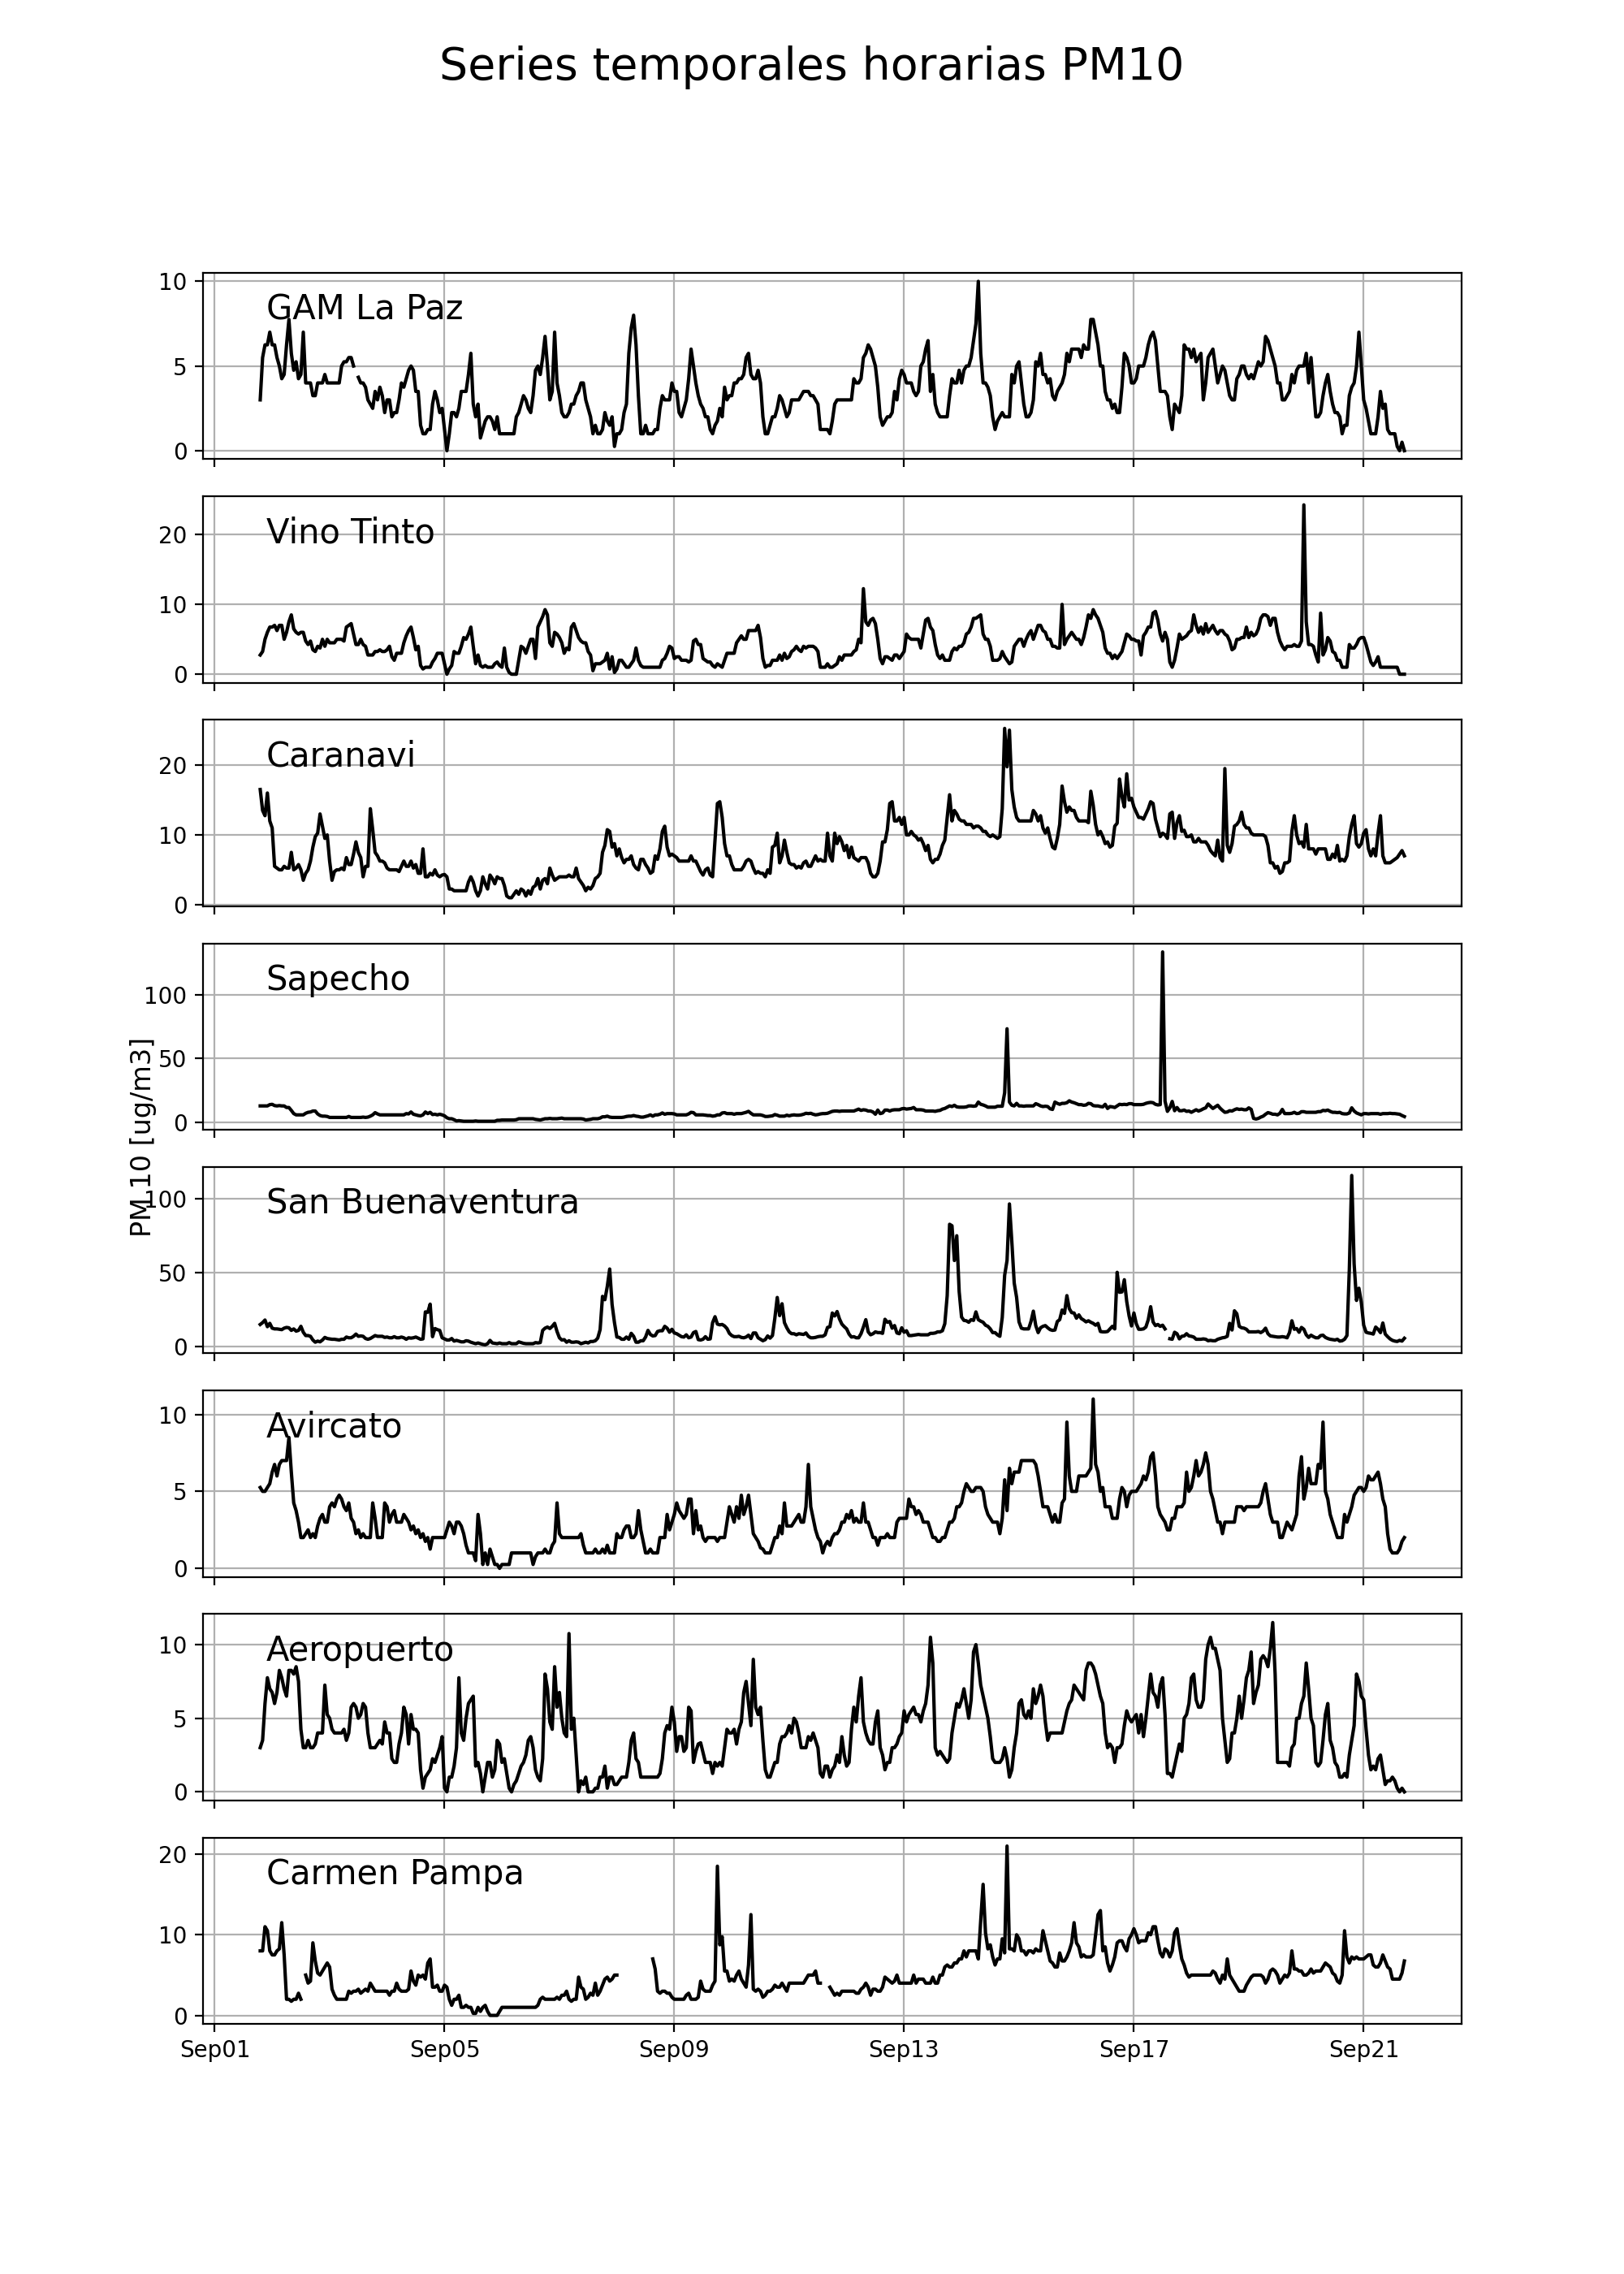 Series temporales horarias PM10
10
GAM La Paz
5
0
20
Vino Tinto
10
0
Caranavi
20
10
0
Sapecho
100
50
0
PM 10 [ug/m3]
San Buenaventura
100
50
0
Avircato
10
5
0
Aeropuerto
10
5
0
Carmen Pampa
20
10
0
Sep01 Sep05 Sep09 Sep13 Sep17 Sep21